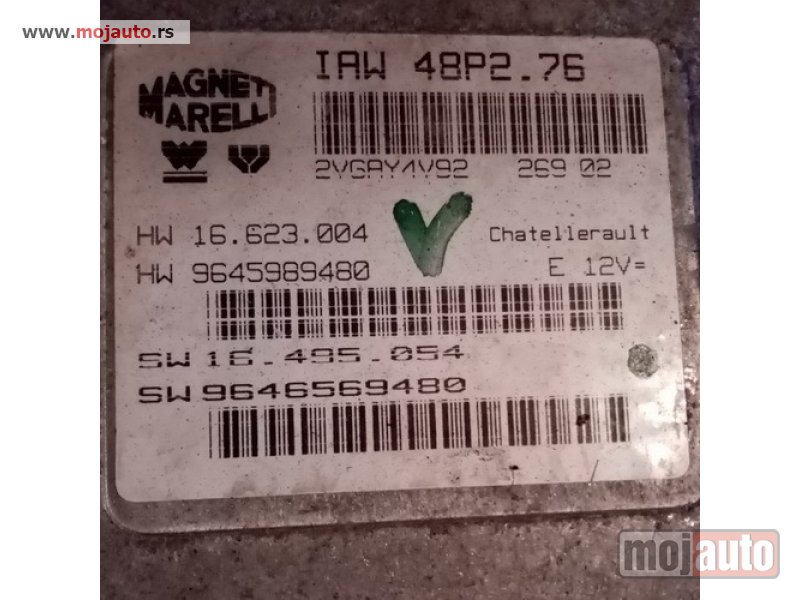 www.mojauto.rs
IAW 48P2.76
MAGNETI
MARELLI
2VGAY4V92 269 02
HW 16.623.004 Chatellerault
HW 9645989480 E 12V=
SW 16.495.054
SW 9646569480
mojauto